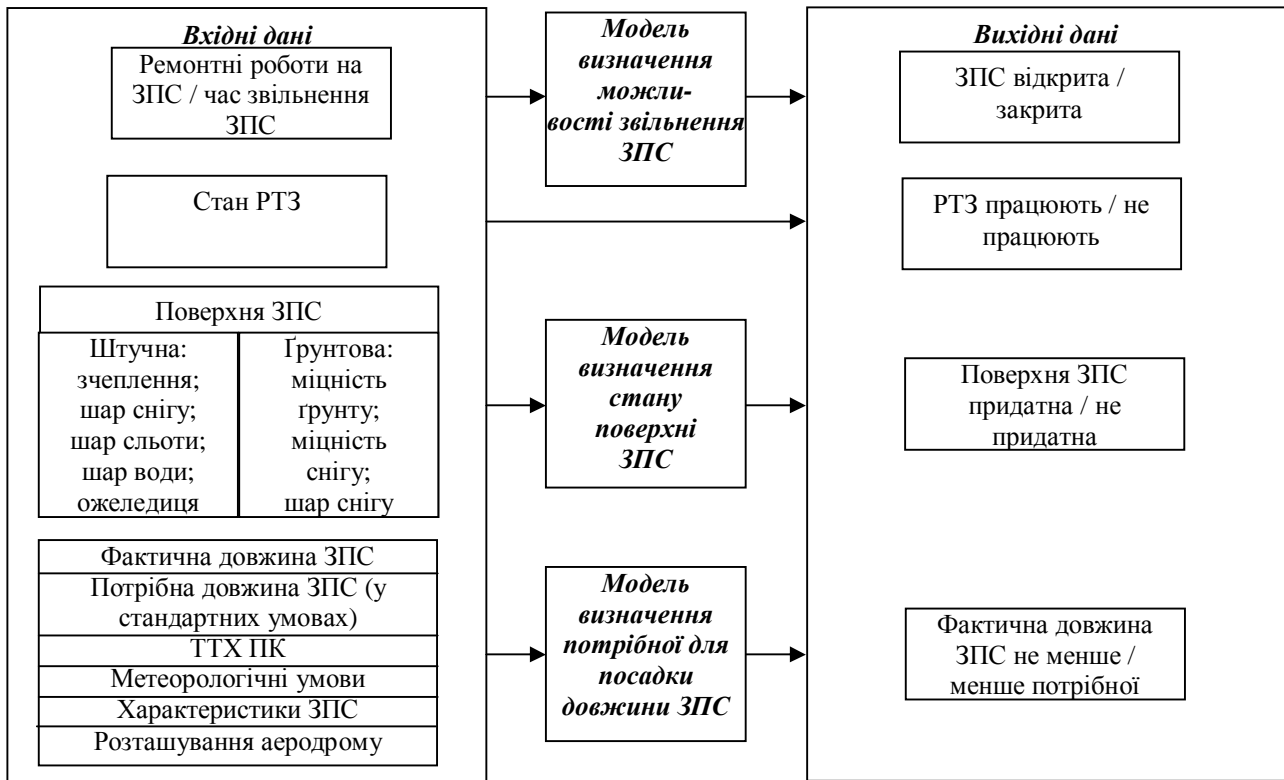 Вхідні дані
Ремонтні роботи на
ЗПС / час звільнення
ЗПС
Стан РТЗ
Поверхня ЗПС
Штучна:
зчеплення;
шар снігу;
шар сльоти;
шар води;
ожеледиця
Ґрунтова:
міцність
ґрунту;
міцність
снігу;
шар снігу
Фактична довжина ЗПС
Потрібна довжина ЗПС (у
стандартних умовах)
ТТХ ПК
Метеорологічні умови
Характеристики ЗПС
Розташування аеродрому
Модель
визначення
можли-
вості звільнення
ЗПС
Модель
визначення
стану
поверхні
ЗПС
Модель
визначення
потрібної для
посадки
довжини ЗПС
Вихідні дані
ЗПС відкрита /
закрита
РТЗ працюють / не
працюють
Поверхня ЗПС
придатна / не
придатна
Фактична довжина
ЗПС не менше /
менше потрібної